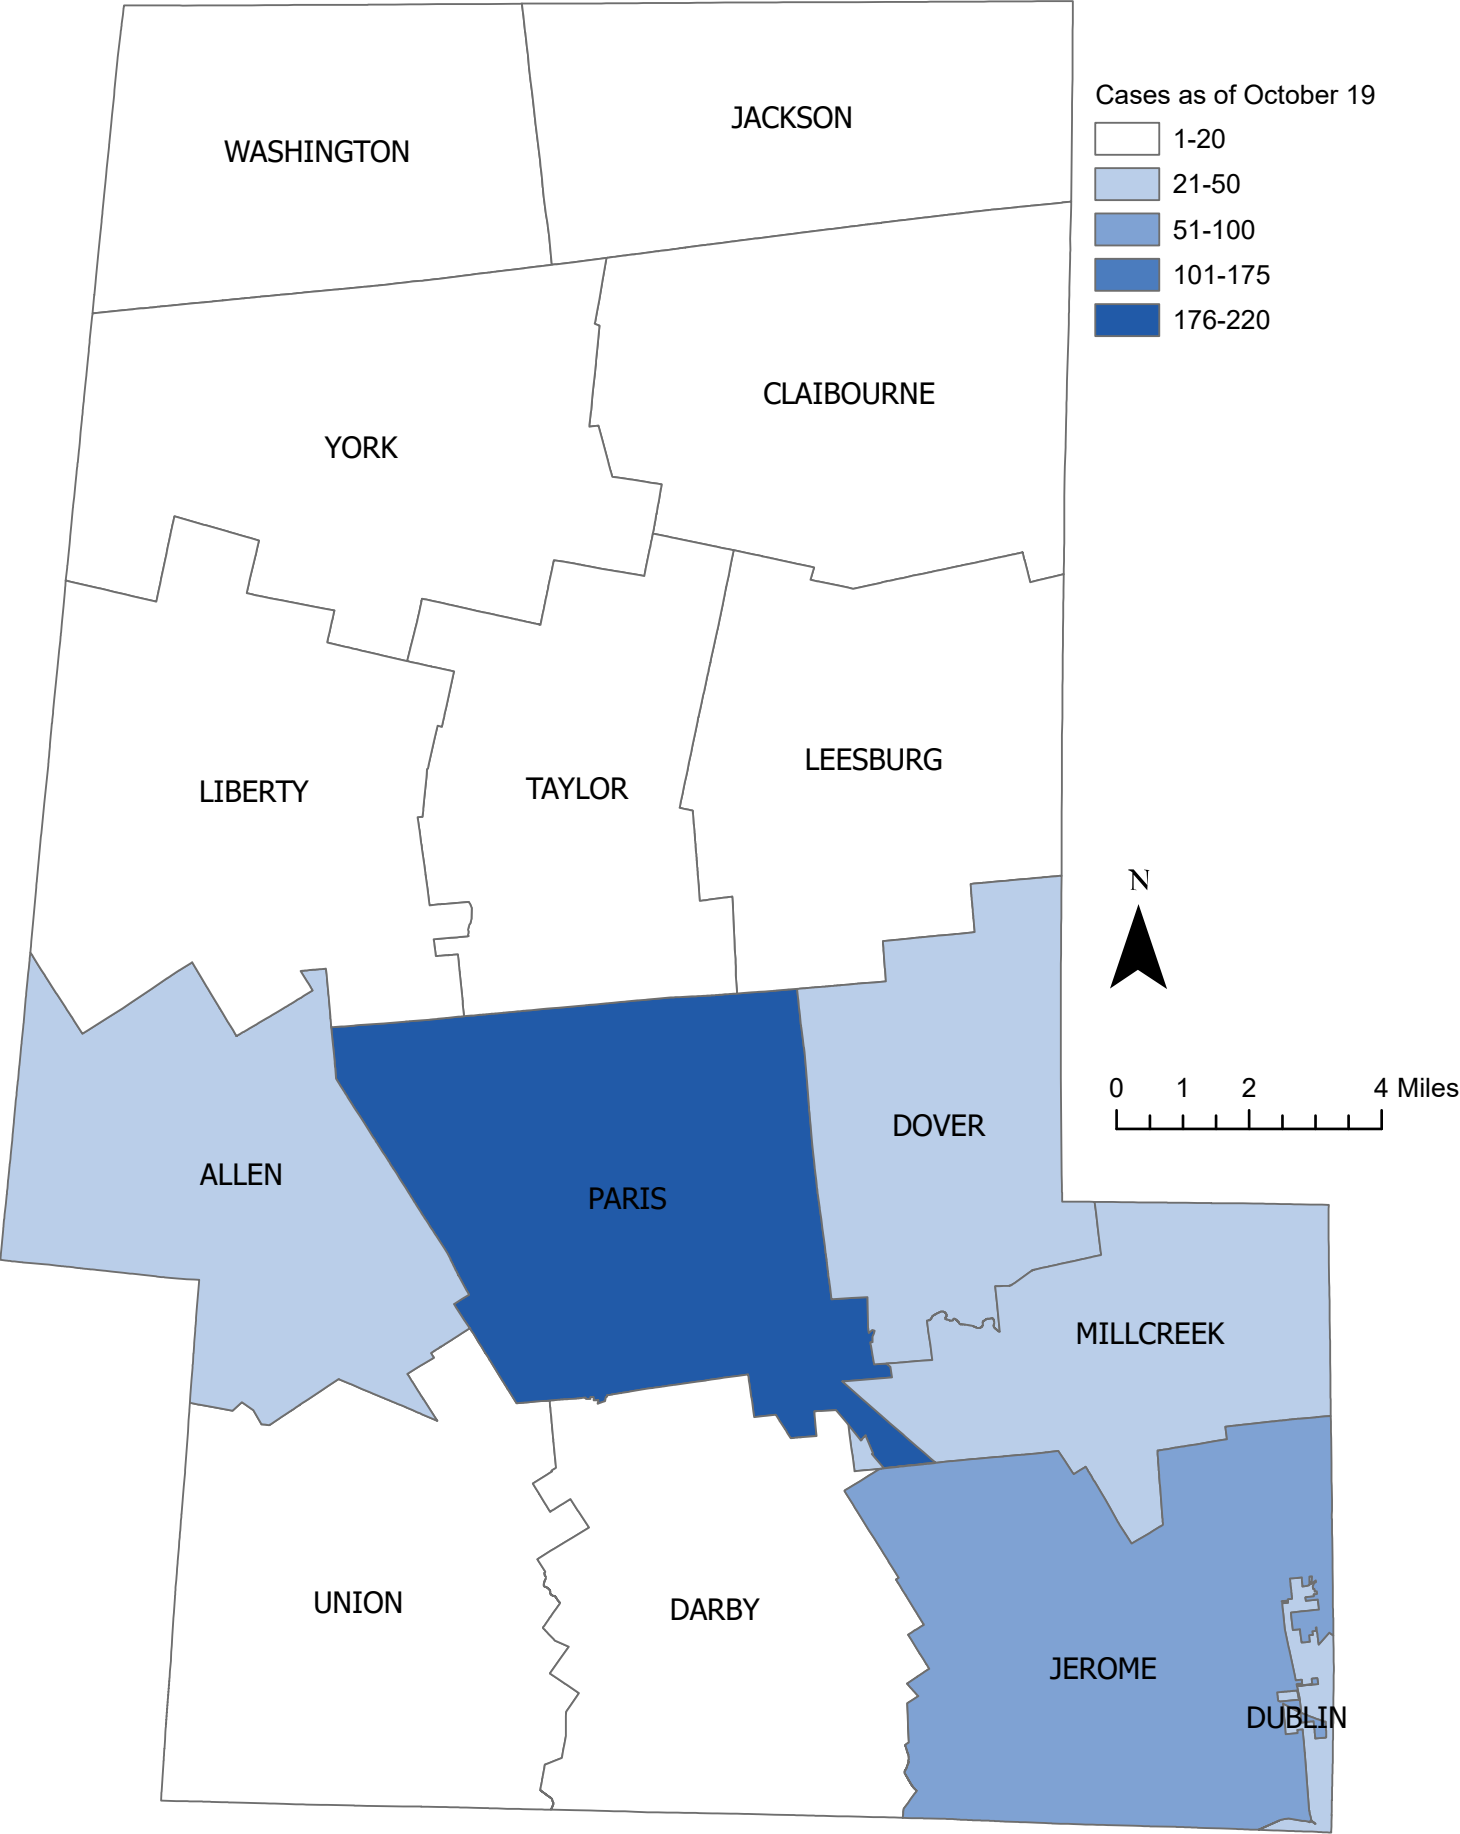 JACKSON
WASHINGTON
Cases as of October 19
1-20
21-50
51-100
101-175
176-220
CLAIBOURNE
YORK
LEESBURG
LIBERTY
TAYLOR
N
0 1 2 4 Miles
DOVER
ALLEN
PARIS
MILLCREEK
UNION
DARBY
JEROME
DUBLIN